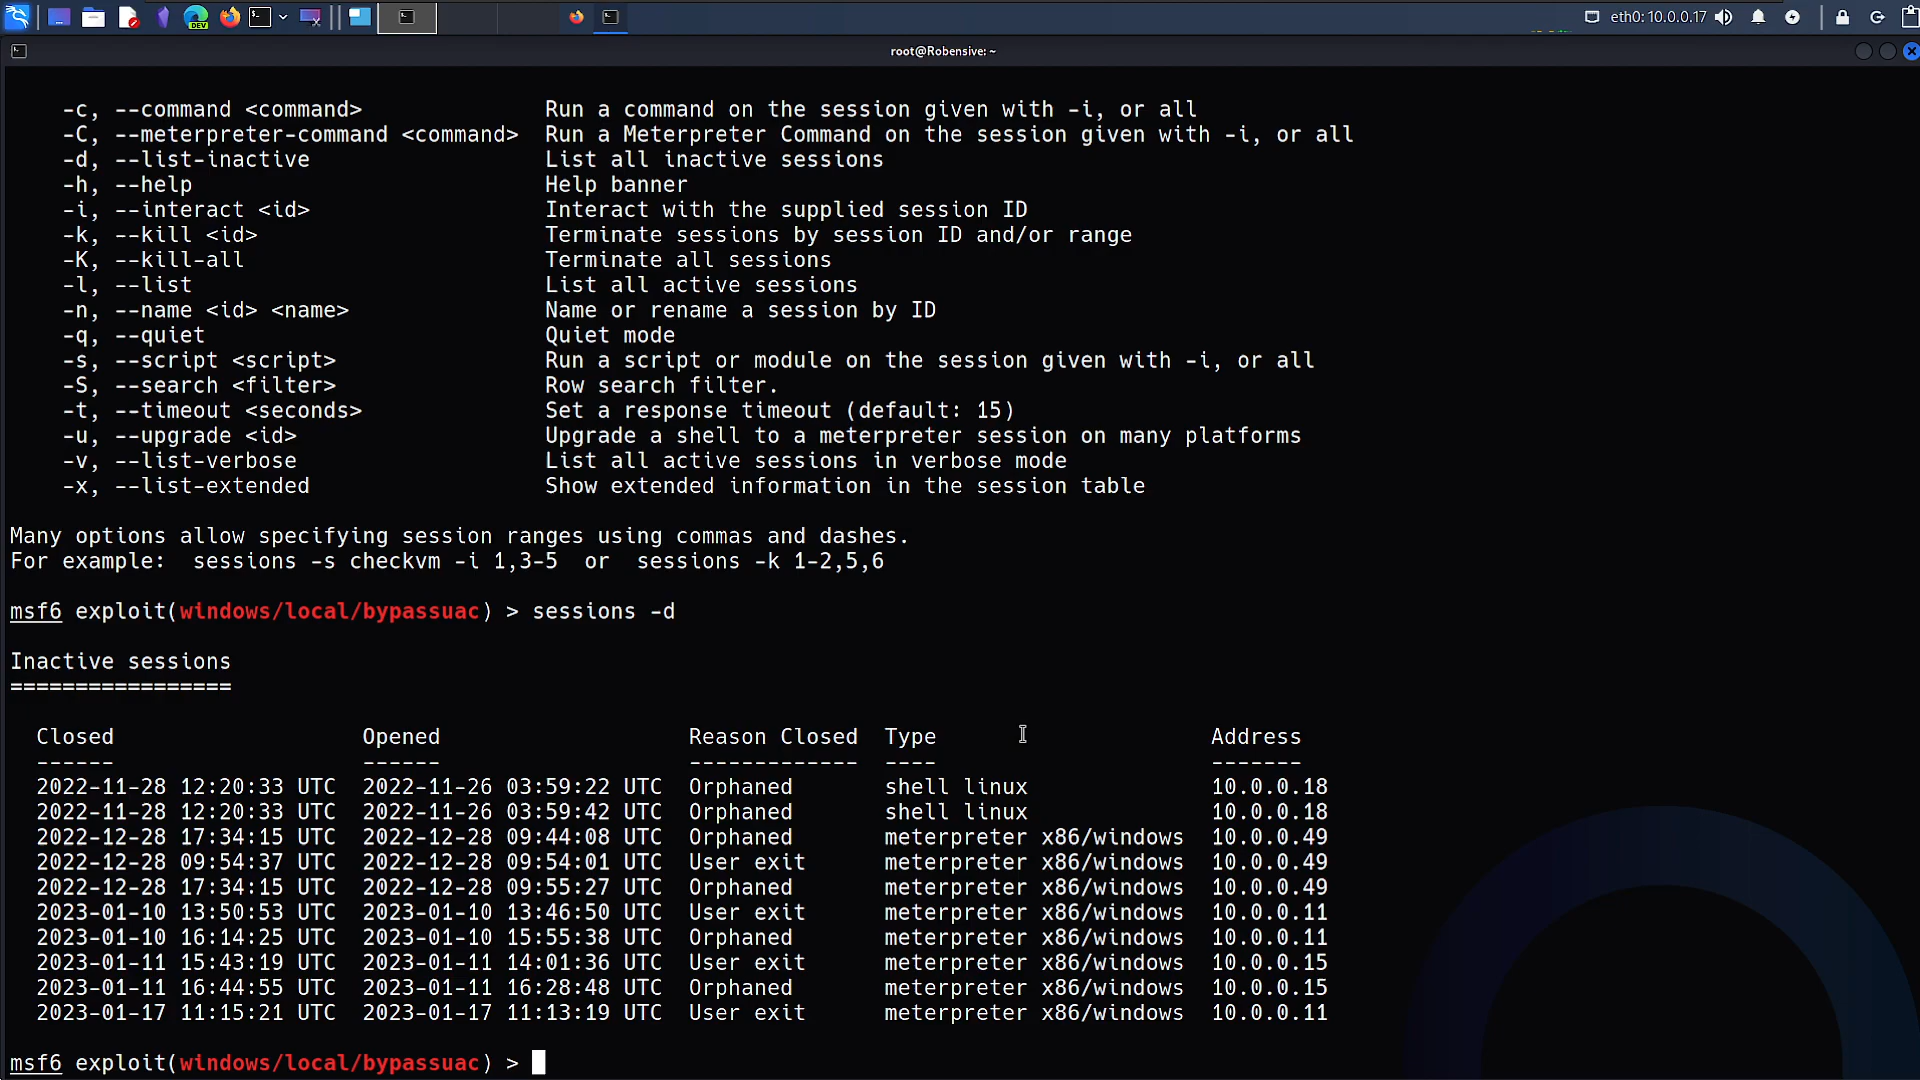 DEV
eth0: 10.0.0.17
root@Robensive: ~
-c, --command <command> Run a command on the session given with -i, or all
-C, --meterpreter-command <command> Run a Meterpreter Command on the session given with -i, or all
-d, --list-inactive List all inactive sessions
-h, --help Help banner
-i, --interact <id> Interact with the supplied session ID
-k, --kill <id> Terminate sessions by session ID and/or range
-K, --kill-all Terminate all sessions
-l, --list List all active sessions
-n, --name <id> <name> Name or rename a session by ID
-q, --quiet Quiet mode
-s, --script <script> Run a script or module on the session given with -i, or all
-S, --search <filter> Row search filter.
-t, --timeout <seconds> Set a response timeout (default: 15)
-u, --upgrade <id> Upgrade a shell to a meterpreter session on many platforms
-v, --list-verbose List all active sessions in verbose mode
-x, --list-extended Show extended information in the session table
Many options allow specifying session ranges using commas and dashes.
For example: sessions -s checkvm -i 1,3-5 or sessions -k 1-2,5,6
msf6 exploit(windows/local/bypassuac) > sessions -d
Inactive sessions
=================
Closed Opened Reason Closed Type Address
------ ------ ------------- ---- -------
2022-11-28 12:20:33 UTC 2022-11-26 03:59:22 UTC Orphaned shell linux 10.0.0.18
2022-11-28 12:20:33 UTC 2022-11-26 03:59:42 UTC Orphaned shell linux 10.0.0.18
2022-12-28 17:34:15 UTC 2022-12-28 09:44:08 UTC Orphaned meterpreter x86/windows 10.0.0.49
2022-12-28 09:54:37 UTC 2022-12-28 09:54:01 UTC User exit meterpreter x86/windows 10.0.0.49
2022-12-28 17:34:15 UTC 2022-12-28 09:55:27 UTC Orphaned meterpreter x86/windows 10.0.0.49
2023-01-10 13:50:53 UTC 2023-01-10 13:46:50 UTC User exit meterpreter x86/windows 10.0.0.11
2023-01-10 16:14:25 UTC 2023-01-10 15:55:38 UTC Orphaned meterpreter x86/windows 10.0.0.11
2023-01-11 15:43:19 UTC 2023-01-11 14:01:36 UTC User exit meterpreter x86/windows 10.0.0.15
2023-01-11 16:44:55 UTC 2023-01-11 16:28:48 UTC Orphaned meterpreter x86/windows 10.0.0.15
2023-01-17 11:15:21 UTC 2023-01-17 11:13:19 UTC User exit meterpreter x86/windows 10.0.0.11
msf6 exploit(windows/local/bypassuac) >